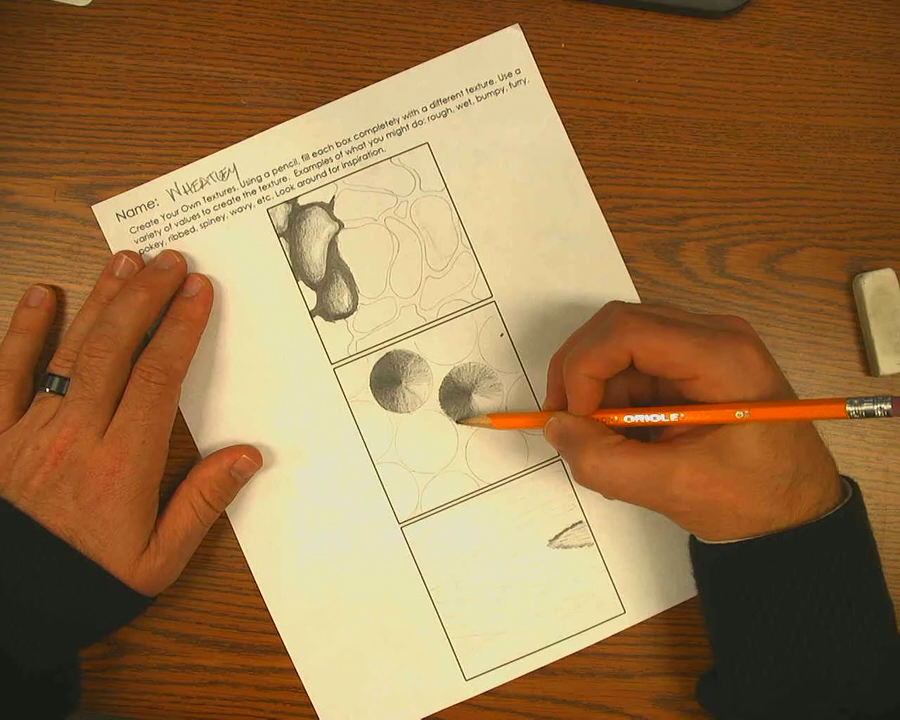 Name: WHEATLEY
Create Your Own Textures. Using a pencil, fill each box completely with a different texture. Use a
variety of values to create the texture. Examples of what you might do: rough, wet, bumpy, furry,
pokey, ribbed, spiney, wavy, etc. Look around for inspiration.
ORIOLE